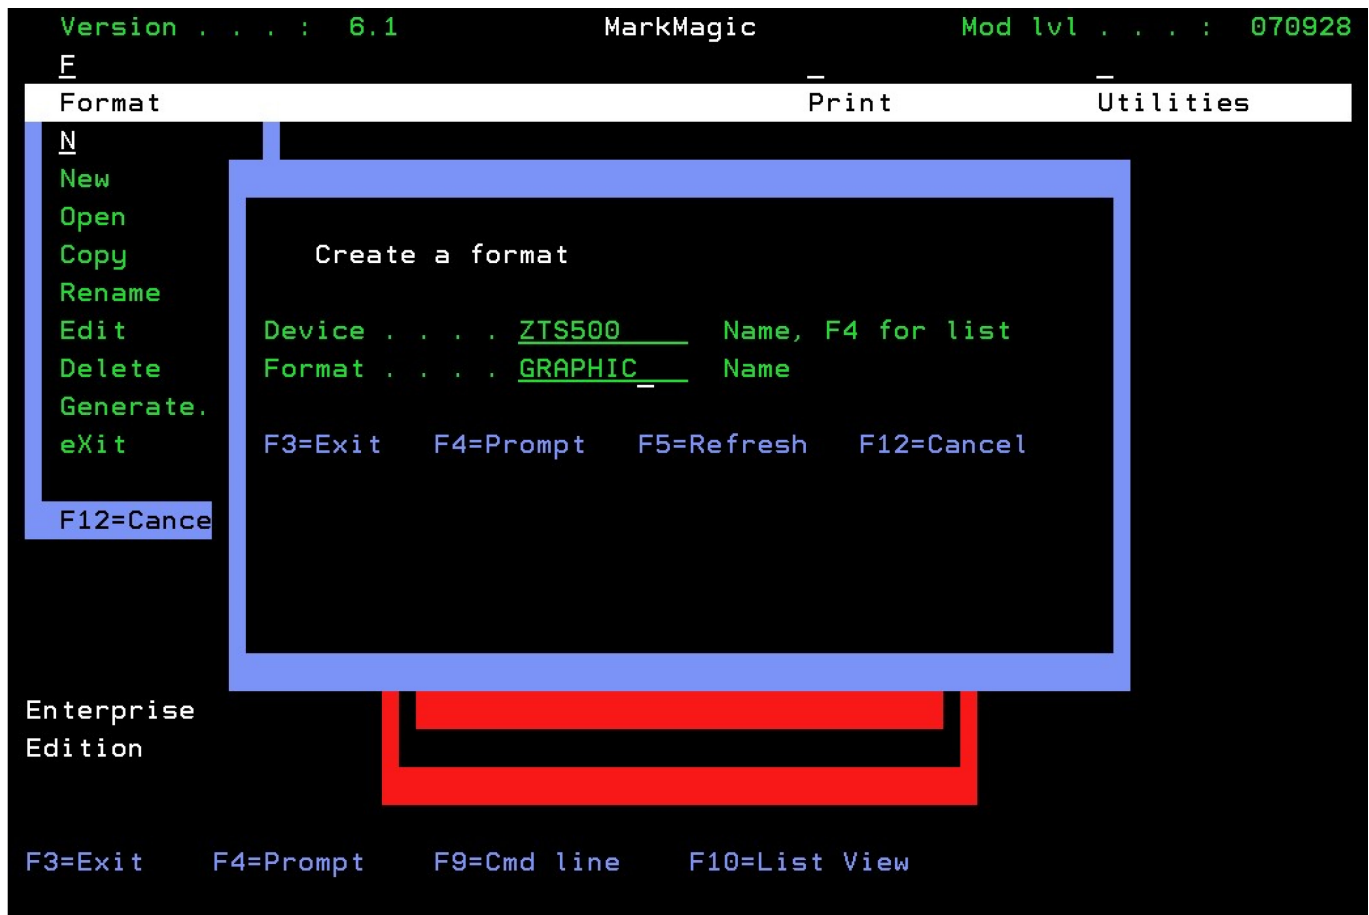 Version . . . : 6.1 MarkMagic Mod lvl . . . : 070928
F
Format Print Utilities
N
New
Open
Copy Create a format
Rename
Edit Device . . . . ZTS500 Name, F4 for list
Delete Format . . . . GRAPHIC Name
Generate.
eXit F3=Exit F4=Prompt F5=Refresh F12=Cancel
F12=Cance
Enterprise
Edition
F3=Exit F4=Prompt F9=Cmd line F10=List View